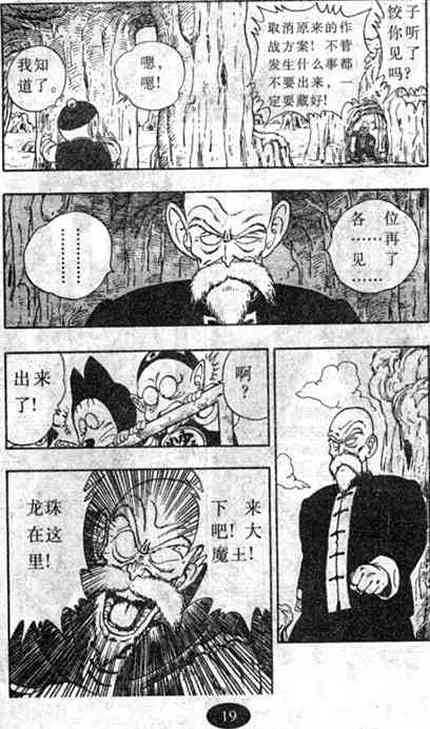 饺子
你听
见了
吗?
取消原来的作
战方案!不管
发生什么事都
不要出来,一
定要藏好!
嗯,
嗯!
我知
道了。
各位
……再
见了
……
…………
啊?
出来
了!
下来
吧!大
魔王!
龙珠
在这
里!
19